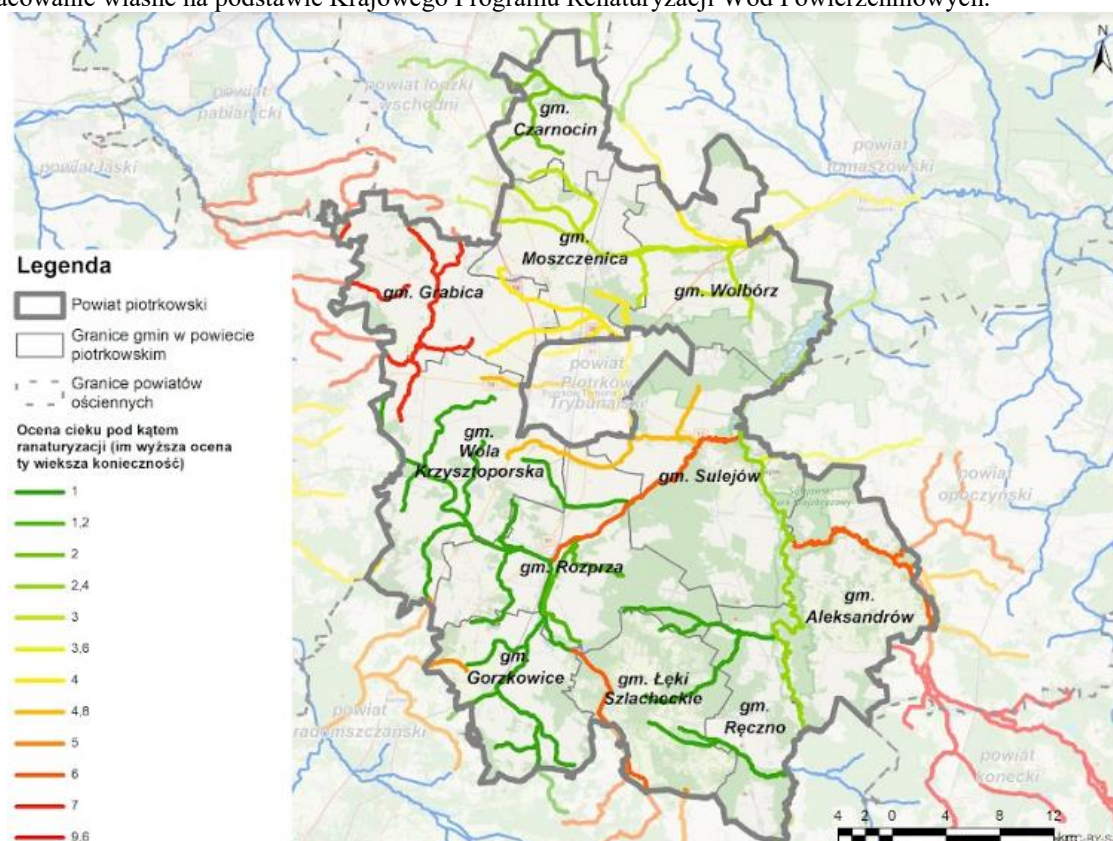 acowanie własne na podstawie Krajowego Programu Renaturyzacji Wód Powierzchniowych.
N
powiat łódzki
wschodni
powiat
pabianicki
gm.
Czarnocin
powiat
tomaszowski
powiat łaski
gm.
Moszczenica
Legenda
Powiat piotrkowski
Granice gmin w powiecie
piotrkowskim
Granice powiatów
ościennych
Ocena cieku pod kątem
ranaturyzacji (im wyższa ocena
ty wieksza konieczność)
1
1,2
2
2,4
3
3,6
4
4,8
5
6
7
9,6
gm. Grabica
gm. Wolbórz
powiat
Piotrków
Trybunalski
gm.
Wola
Krzysztoporska
gm. Sulejów
powiat
opoczyński
gm. Rozprza
gm.
Aleksandrów
gm.
Gorzkowice
gm. Łęki
Szlacheckie
gm.
Ręczno
powiat
radomszczański
powiat
konecki
4 2 0 4 8 12
km